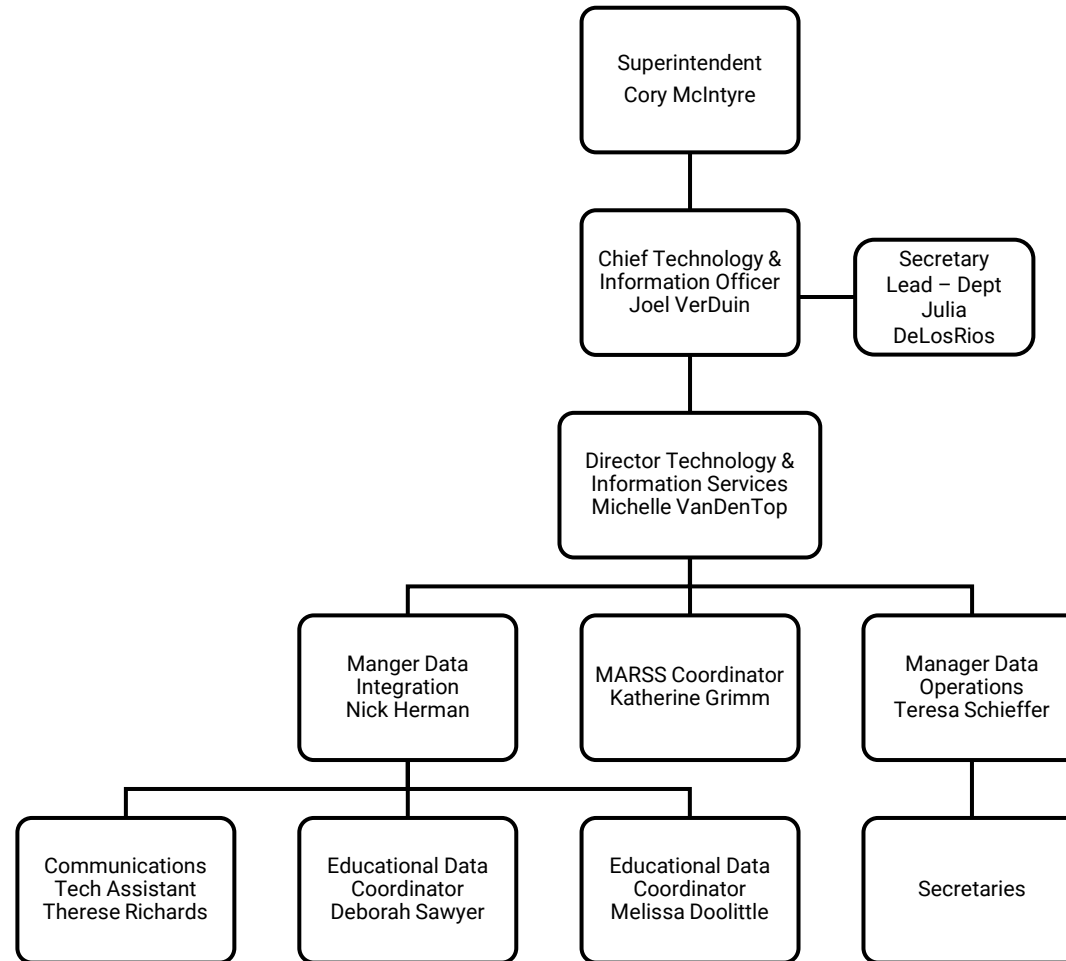 Superintendent
Cory McIntyre
Chief Technology &
Information Officer
Joel VerDuin
Secretary
Lead – Dept
Julia
DeLosRios
Director Technology &
Information Services
Michelle VanDenTop
Manger Data
Integration
Nick Herman
MARSS Coordinator
Katherine Grimm
Manager Data
Operations
Teresa Schieffer
Communications
Tech Assistant
Therese Richards
Educational Data
Coordinator
Deborah Sawyer
Educational Data
Coordinator
Melissa Doolittle
Secretaries